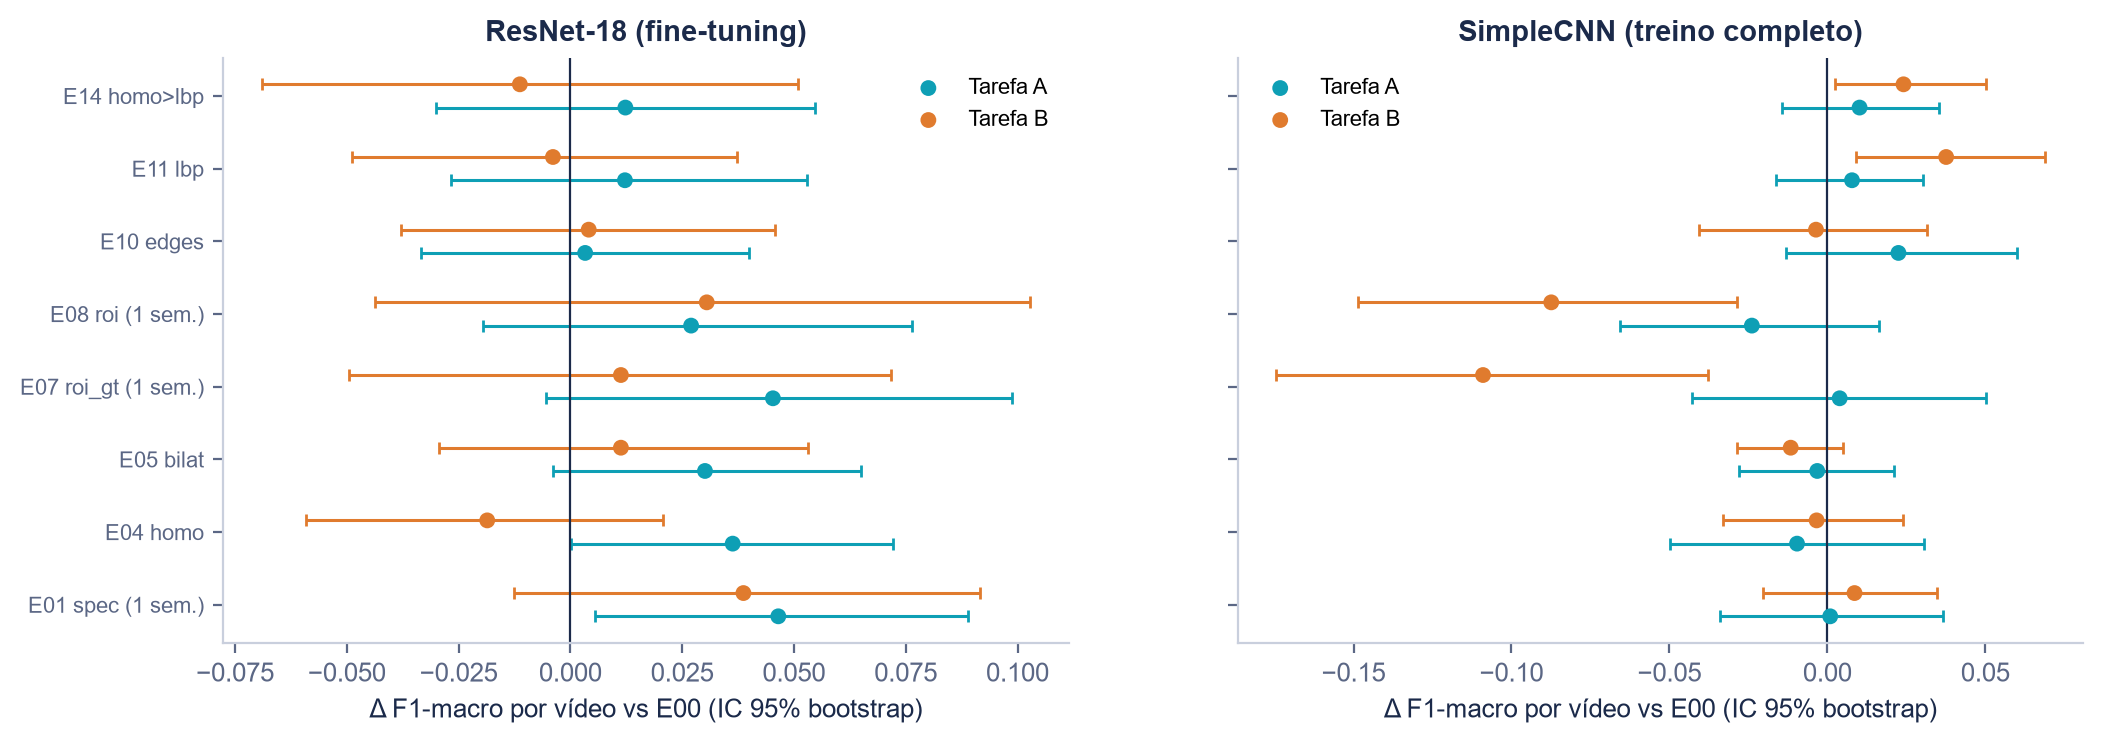 ResNet-18 (fine-tuning)
Tarefa A
Tarefa B
E14 homo>lbp
E11 lbp
E10 edges
E08 roi (1 sem.)
E07 roi_gt (1 sem.)
E05 bilat
E04 homo
E01 spec (1 sem.)
−0.075 −0.050 −0.025 0.000 0.025 0.050 0.075 0.100
Δ F1-macro por vídeo vs E00 (IC 95% bootstrap)
SimpleCNN (treino completo)
Tarefa A
Tarefa B
−0.15 −0.10 −0.05 0.00 0.05
Δ F1-macro por vídeo vs E00 (IC 95% bootstrap)